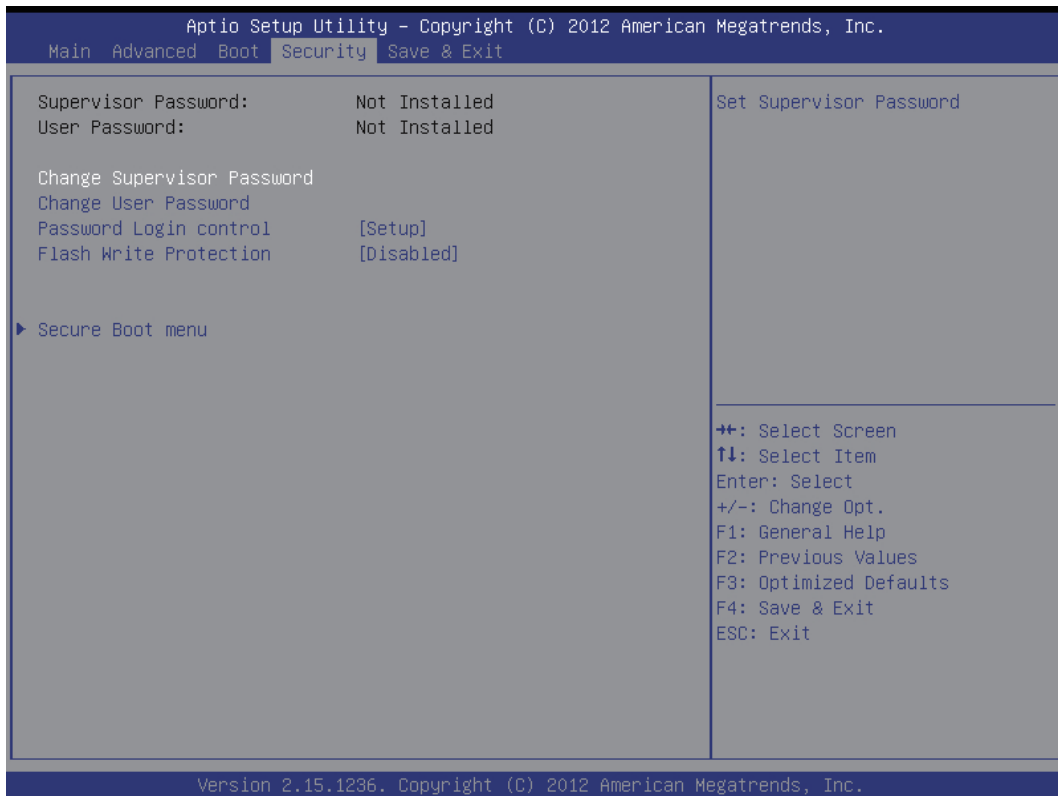 Aptio Setup Utility – Copyright (C) 2012 American Megatrends, Inc.
Main Advanced Boot Security Save & Exit
Supervisor Password: Not Installed
User Password: Not Installed
Change Supervisor Password
Change User Password
Password Login control [Setup]
Flash Write Protection [Disabled]
Secure Boot menu
Set Supervisor Password
→←: Select Screen
↑↓: Select Item
Enter: Select
+/-: Change Opt.
F1: General Help
F2: Previous Values
F3: Optimized Defaults
F4: Save & Exit
ESC: Exit
Version 2.15.1236. Copyright (C) 2012 American Megatrends, Inc.